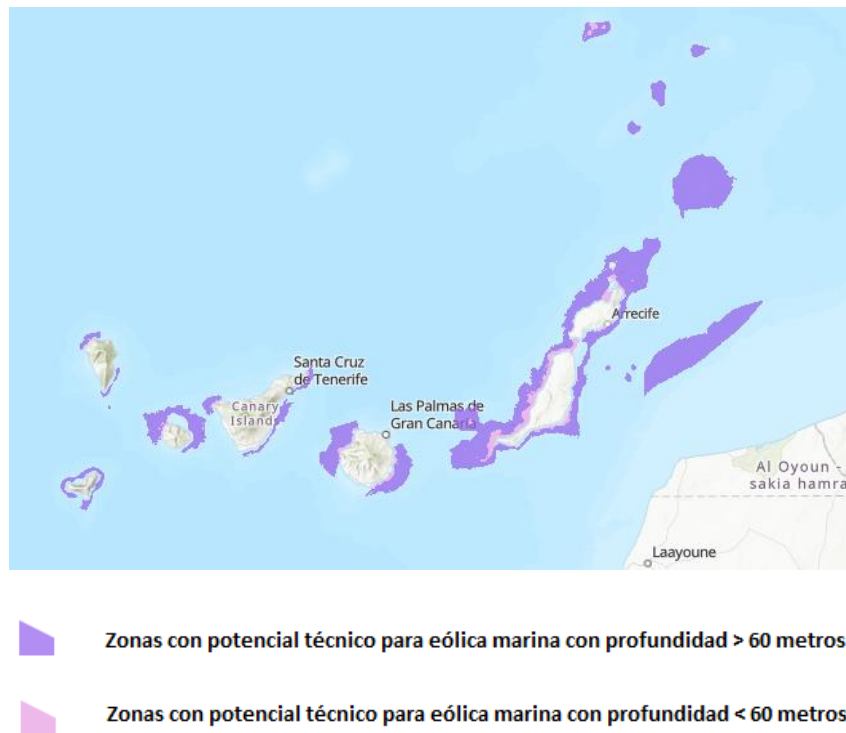 Arrecife
Santa Cruz
de Tenerife
Canary
Islands
Las Palmas de
Gran Canaria
Al Oyoun -
sakia hamra
Laayoune
Zonas con potencial técnico para eólica marina con profundidad > 60 metros
Zonas con potencial técnico para eólica marina con profundidad < 60 metros